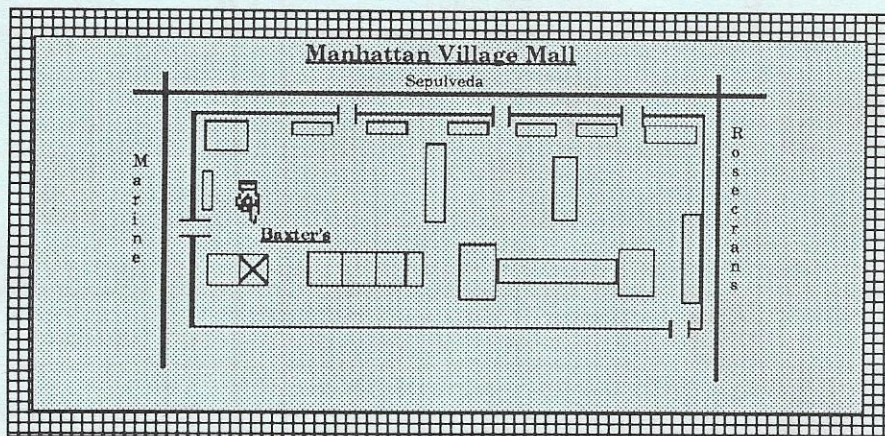 Manhattan Village Mall
Sepulveda
Marine
Rosecrans
Baxter's